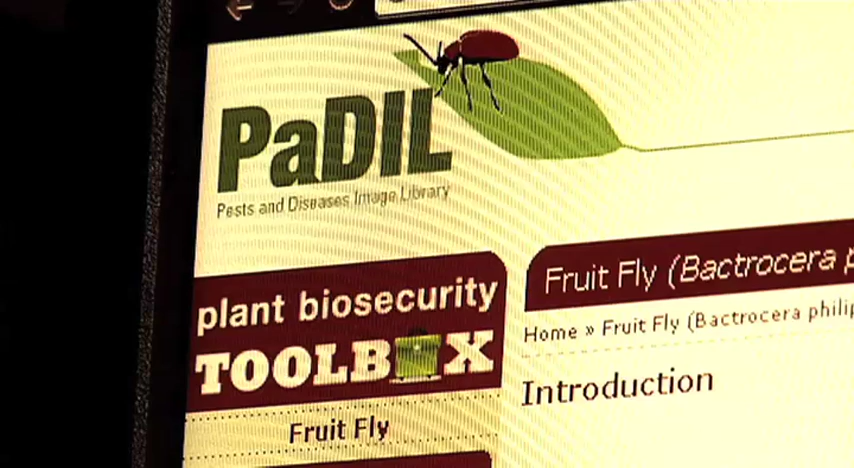 PaDIL
Pests and Diseases Image Library
plant biosecurity
TOOLBOX
Fruit Fly
Fruit Fly (Bactrocera
Home » Fruit Fly (Bactrocera
Introduction